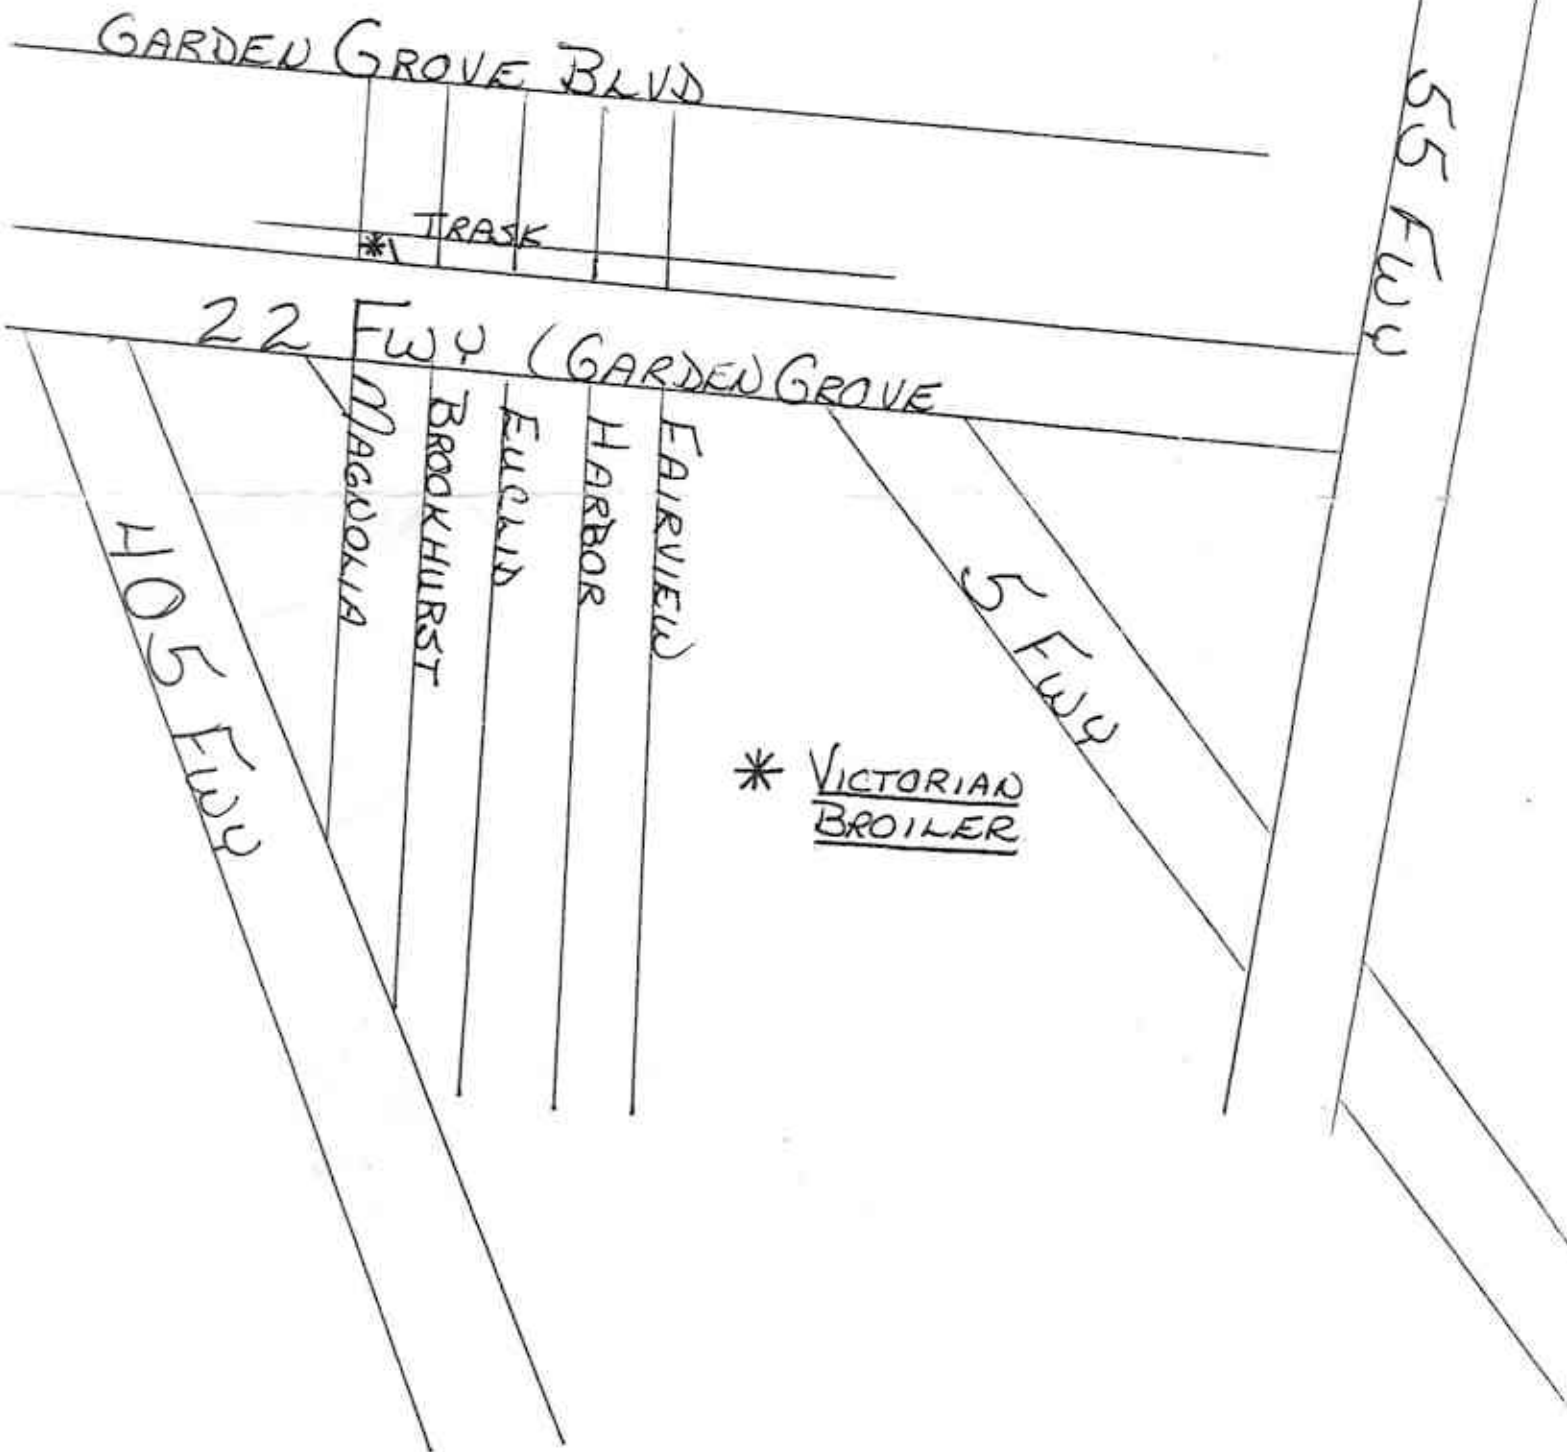 GARDEN GROVE BLVD
55 FWY
* TRASK
22 FWY (GARDEN GROVE
MAGNOLIA
BROOKHURST
EUCLID
HARBOR
FAIRVIEW
405 FWY
5 FWY
* VICTORIAN
BROILER